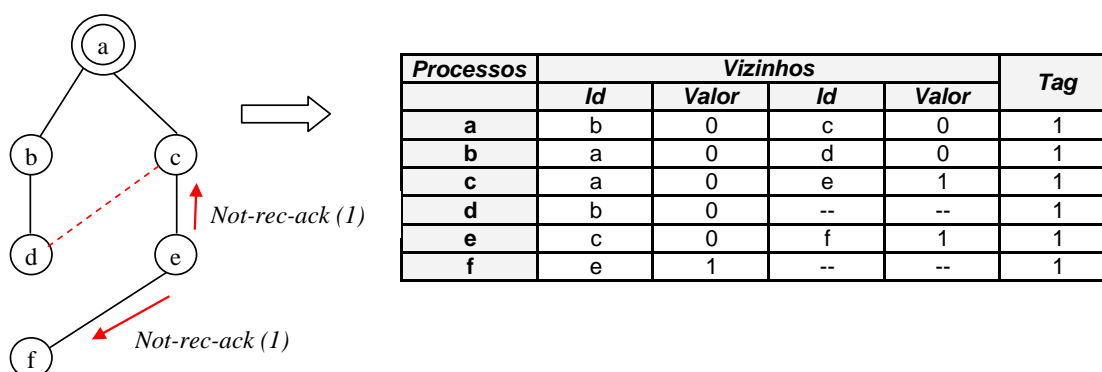 a
b
c
d
e
f
Not-rec-ack (1)
Not-rec-ack (1)
Processos Vizinhos Tag
Id Valor Id Valor
a b 0 c 0 1
b a 0 d 0 1
c a 0 e 1 1
d b 0 -- -- 1
e c 0 f 1 1
f e 1 -- -- 1